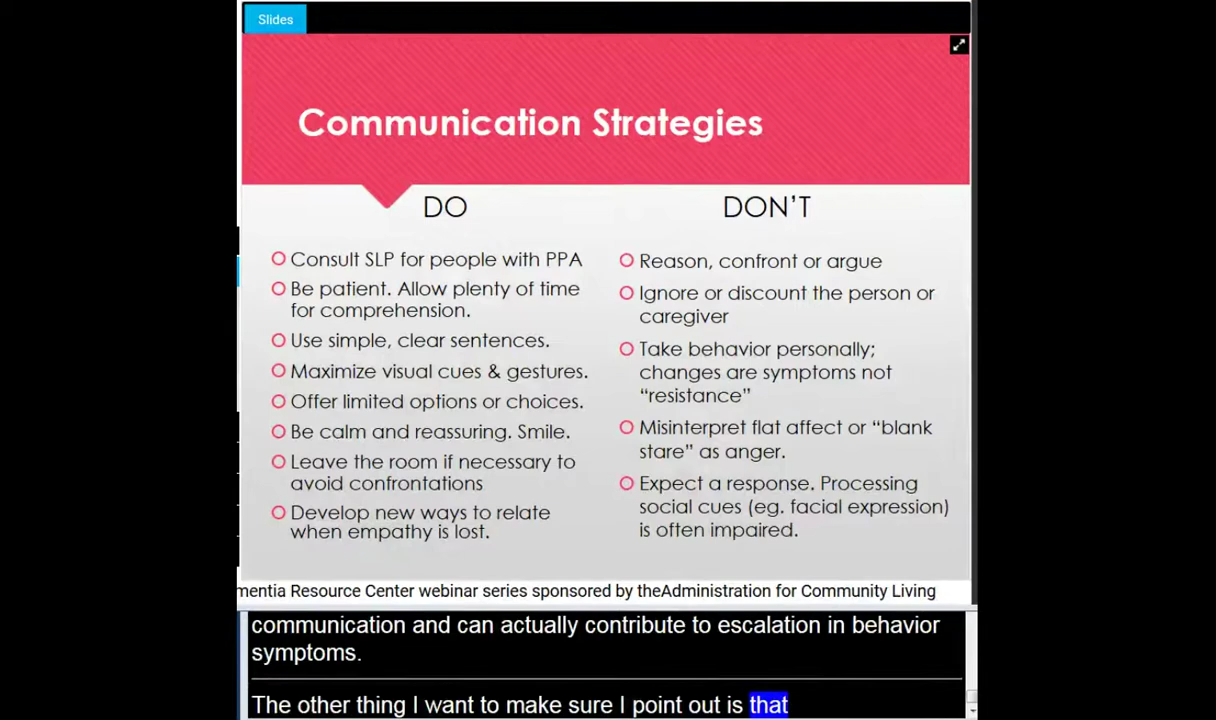 Slides
Communication Strategies
DO
Consult SLP for people with PPA
Be patient. Allow plenty of time
for comprehension.
Use simple, clear sentences.
Maximize visual cues & gestures.
Offer limited options or choices.
Be calm and reassuring. Smile.
Leave the room if necessary to
avoid confrontations
Develop new ways to relate
when empathy is lost.
DON'T
Reason, confront or argue
Ignore or discount the person or
caregiver
Take behavior personally;
changes are symptoms not
“resistance”
Misinterpret flat affect or “blank
stare” as anger.
Expect a response. Processing
social cues (eg. facial expression)
is often impaired.
mentia Resource Center webinar series sponsored by theAdministration for Community Living
communication and can actually contribute to escalation in behavior
symptoms.
The other thing I want to make sure I point out is that